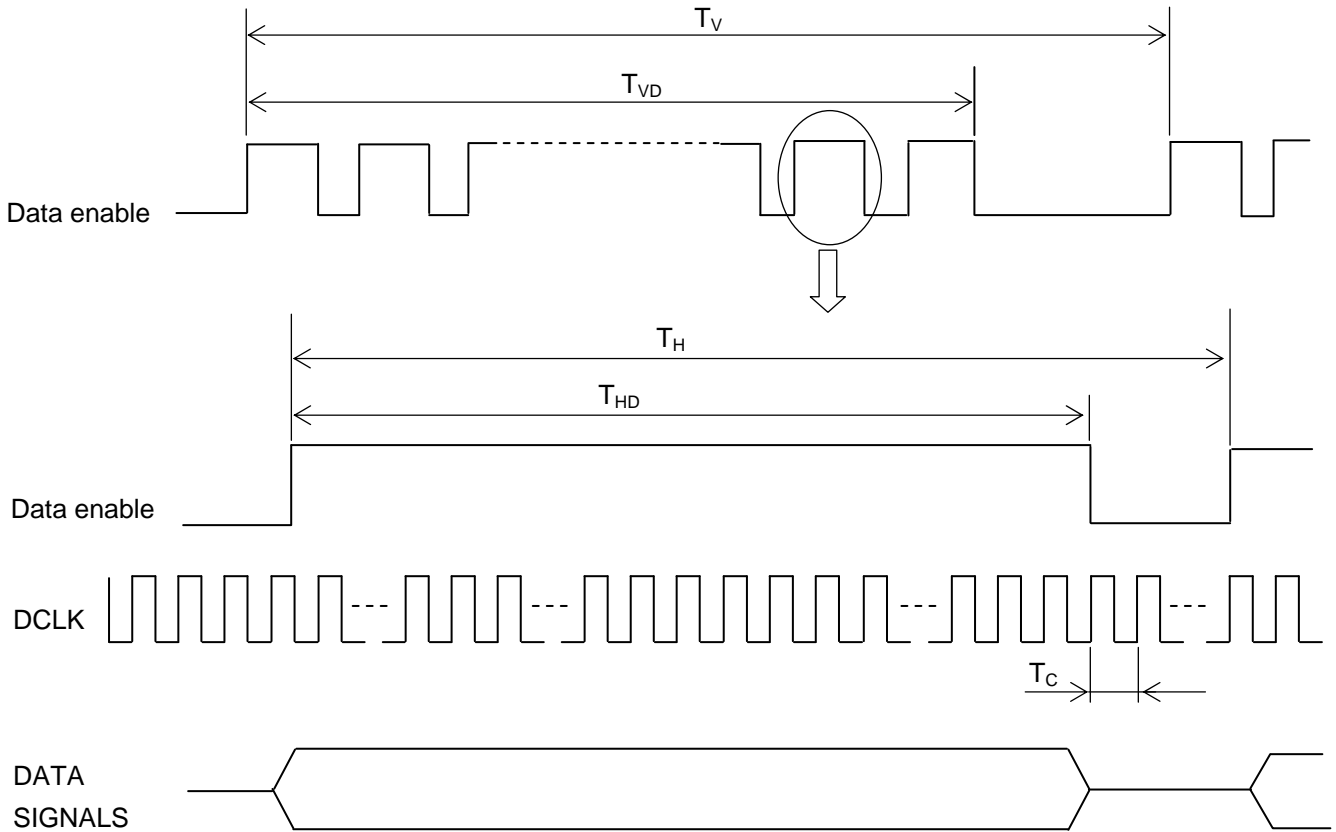 T_V
T_VD
Data enable
T_H
T_HD
Data enable
DCLK
T_C
DATA
SIGNALS